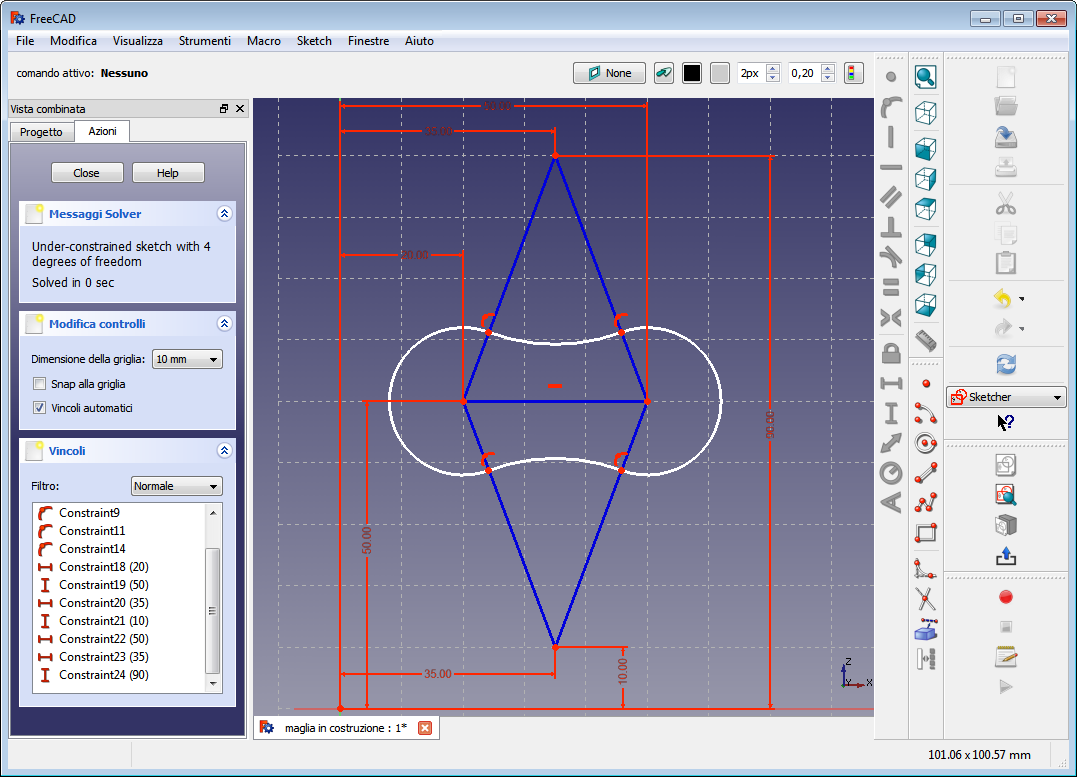 FreeCAD
File Modifica Visualizza Strumenti Macro Sketch Finestre Aiuto
comando attivo: Nessuno
None
2px
0,20
Vista combinata
Progetto Azioni
Close Help
Messaggi Solver
Under-constrained sketch with 4
degrees of freedom
Solved in 0 sec
Modifica controlli
Dimensione della griglia: 10 mm
Snap alla griglia
Vincoli automatici
Vincoli
Filtro: Normale
Constraint9
Constraint11
Constraint14
Constraint18 (20)
Constraint19 (50)
Constraint20 (35)
Constraint21 (10)
Constraint22 (50)
Constraint23 (35)
Constraint24 (90)
50.00
35.00
20.00
90.00
50.00
35.00
10.00
Z
Y X
Sketcher
maglia in costruzione : 1*
101.06 x 100.57 mm